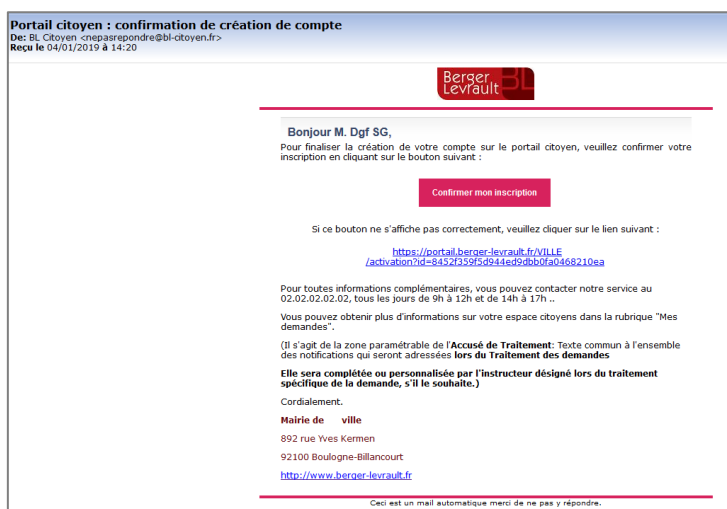 Portail citoyen : confirmation de création de compte
De: BL Citoyen <nepasrepondre@bl-citoyen.fr>
Reçu le 04/01/2019 à 14:20
Berger BL
Levrault
Bonjour M. Dgf SG,
Pour finaliser la création de votre compte sur le portail citoyen, veuillez confirmer votre
inscription en cliquant sur le bouton suivant :
Confirmer mon inscription
Si ce bouton ne s'affiche pas correctement, veuillez cliquer sur le lien suivant :
https://portail.berger-levrault.fr/VILLE
/activation?id=8452f359f5d944ed9dbb0fa0468210ea
Pour toutes informations complémentaires, vous pouvez contacter notre service au
02.02.02.02.02, tous les jours de 9h à 12h et de 14h à 17h ..
Vous pouvez obtenir plus d'informations sur votre espace citoyens dans la rubrique "Mes
demandes".
(Il s'agit de la zone paramétrable de l'Accusé de Traitement: Texte commun à l'ensemble
des notifications qui seront adressées lors du Traitement des demandes
Elle sera complétée ou personnalisée par l'instructeur désigné lors du traitement
spécifique de la demande, s'il le souhaite.)
Cordialement.
Mairie de ville
892 rue Yves Kermen
92100 Boulogne-Billancourt
http://www.berger-levrault.fr
Ceci est un mail automatique merci de ne pas y répondre.